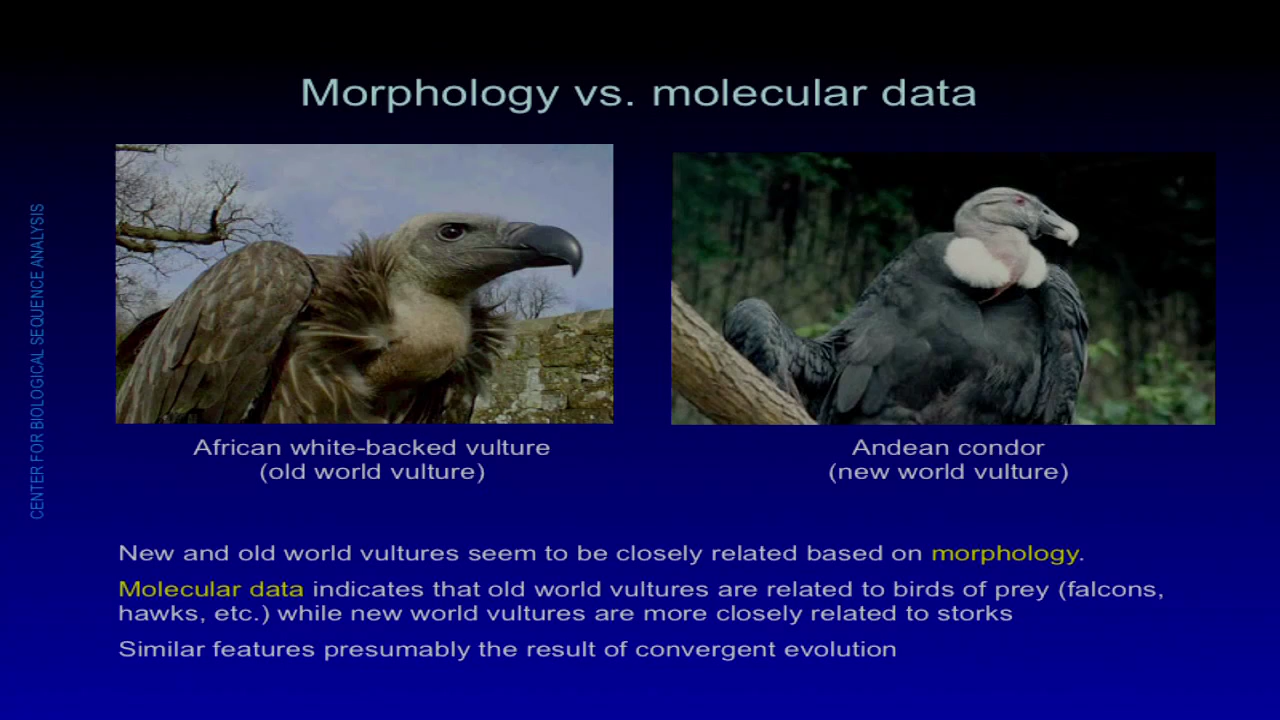 Morphology vs. molecular data
CENTER FOR BIOLOGICAL SEQUENCE ANALYSIS
African white-backed vulture
(old world vulture)
Andean condor
(new world vulture)
New and old world vultures seem to be closely related based on morphology.
Molecular data indicates that old world vultures are related to birds of prey (falcons,
hawks, etc.) while new world vultures are more closely related to storks
Similar features presumably the result of convergent evolution